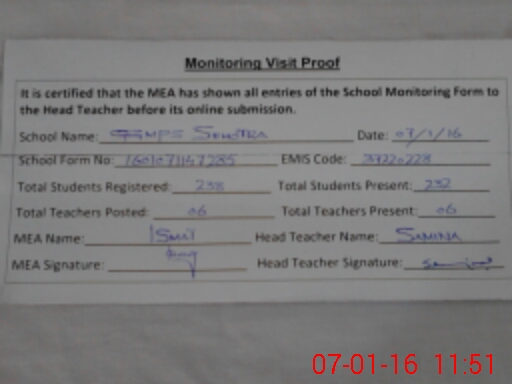 Monitoring Visit Proof
It is certified that the MEA has shown all entries of the School Monitoring Form to
the Head Teacher before its online submission.
School Name: GGMPS Date: 07/1/16
School Form No: EMIS Code:
Total Students Registered: 238 Total Students Present: 232
Total Teachers Posted: 06 Total Teachers Present: 06
MEA Name: Head Teacher Name: SAMINA
MEA Signature: Head Teacher Signature:
07-01-16 11:51